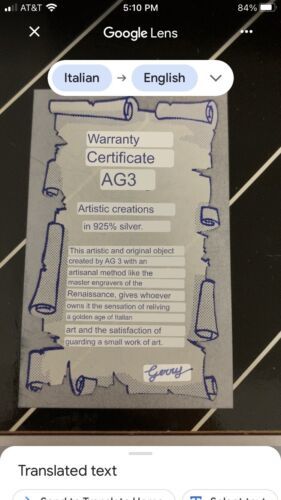 AT&T
5:10 PM
84%
Google Lens
Italian → English
Warranty
Certificate
AG3
Artistic creations
in 925% silver.
This artistic and original object
created by AG 3 with an
artisanal method like the
master engravers of the
Renaissance, gives whoever
owns it the sensation of reliving
a golden age of Italian
art and the satisfaction of
guarding a small work of art.
Gerry
Translated text